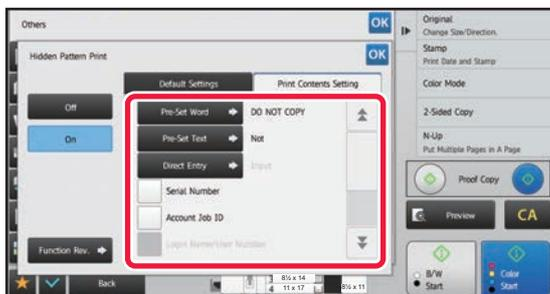 Others
OK
Hidden Pattern Print
OK
Default Settings
Print Contents Setting
Off
On
Pre-Set Word
DO NOT COPY
Pre-Set Text
Not
Direct Entry
Input
Serial Number
Account Job ID
Login Name/User Number
Function Rev.
Back
8½ x 14
4
11 x 17
8½ x 11
Original
Change Size/Direction.
Stamp
Print Date and Stamp
Color Mode
2-Sided Copy
N-Up
Put Multiple Pages in A Page
Proof Copy
Preview
CA
B/W
Start
Color
Start